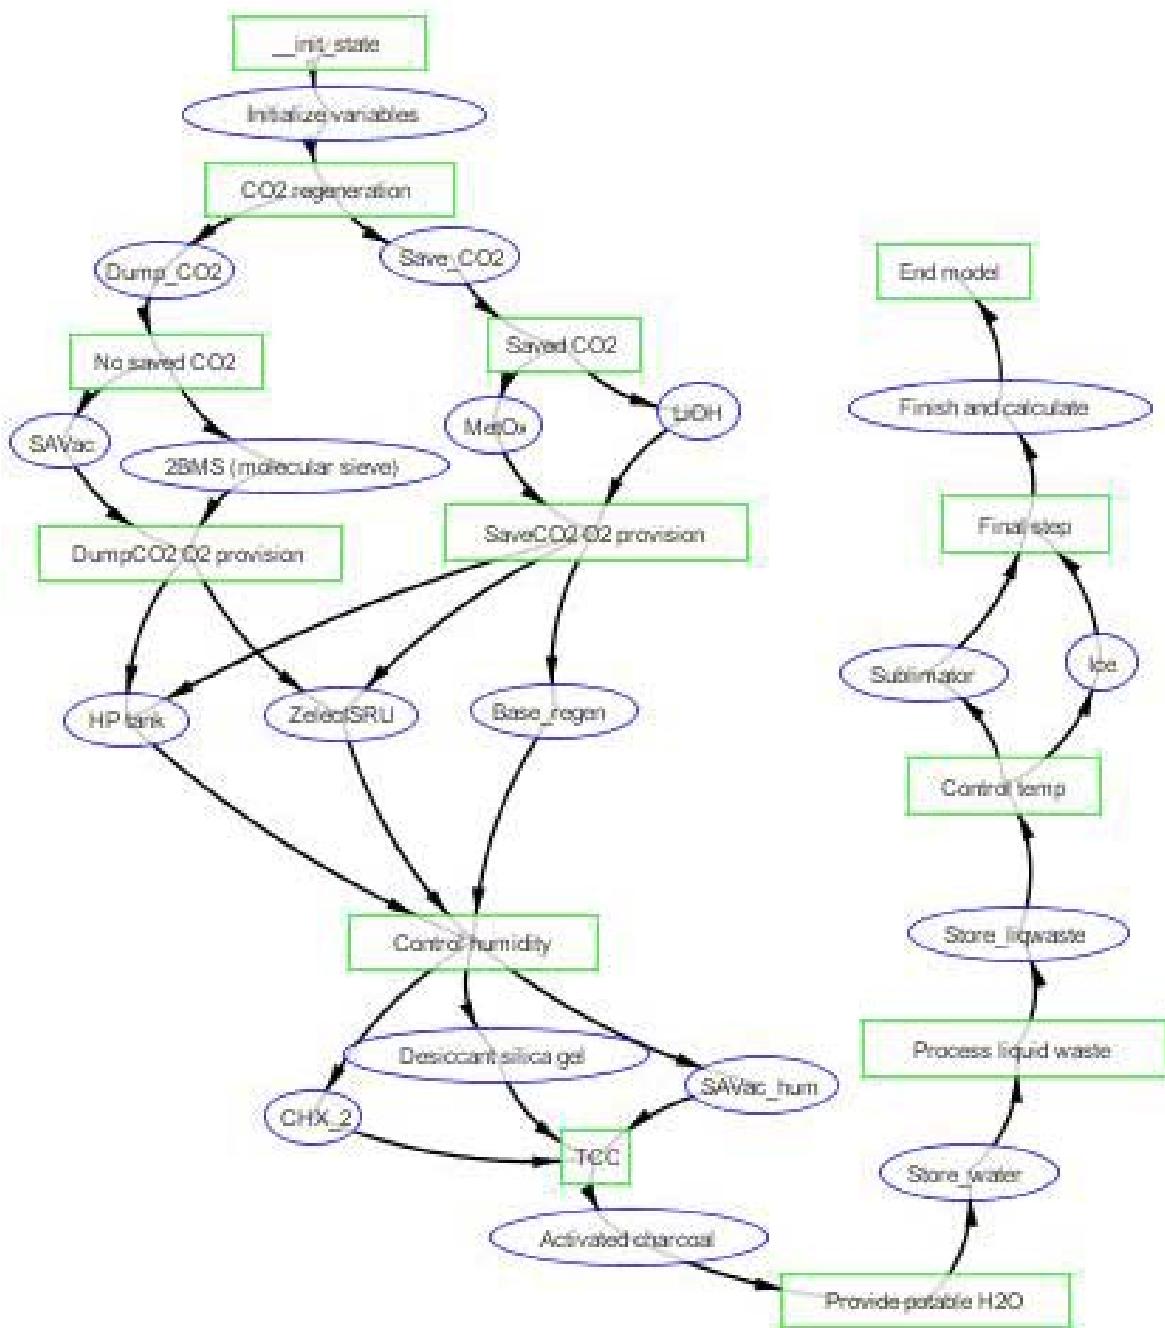 __init_state
Initialize variables
CO2 regeneration
Dump_CO2
Save_CO2
No saved CO2
Saved CO2
SAVac
2BMS (molecular sieve)
MetOx
LiOH
DumpCO2 O2 provision
SaveCO2 O2 provision
HP tank
ZelectSRU
Base_regen
Control humidity
Desiccant silica gel
CHX_2
SAVac_hum
TCC
Activated charcoal
Provide potable H2O
Store_water
Process liquid waste
Store_liqwaste
Control temp
Sublimator
Ice
Final step
Finish and calculate
End model